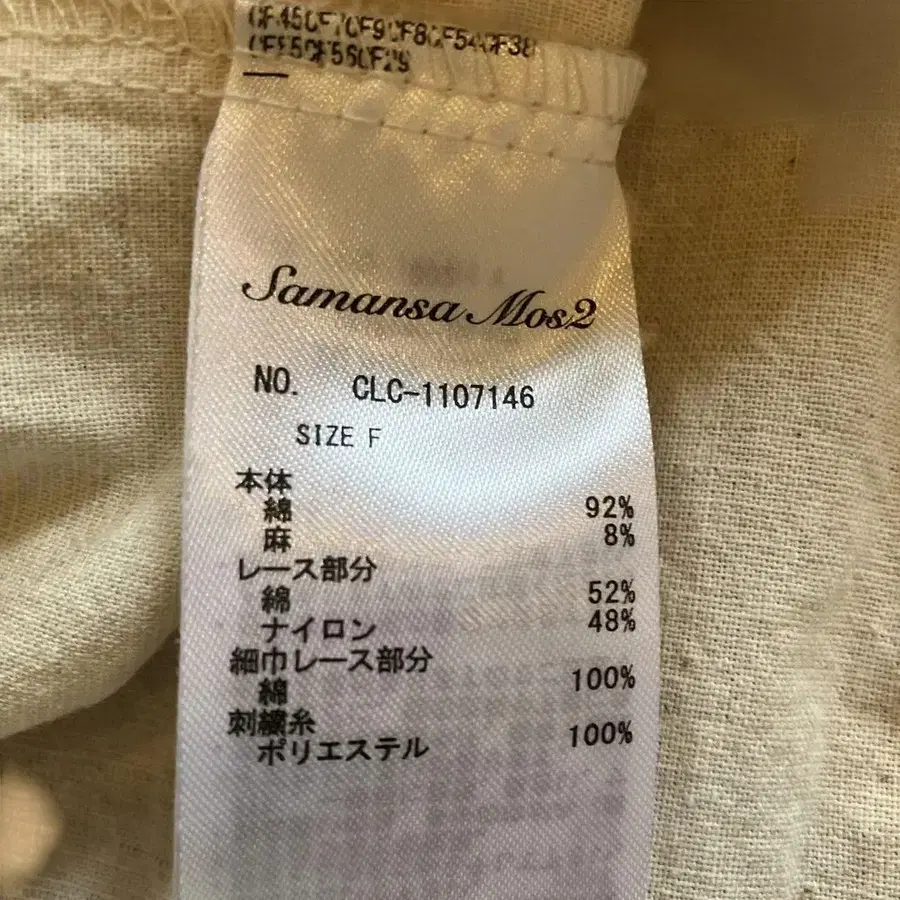 Samansa Mos2
NO. CLC-1107146
SIZE F
本体
綿 92%
麻 8%
レース部分
綿 52%
ナイロン 48%
細巾レース部分
綿 100%
刺繍糸
ポリエステル 100%